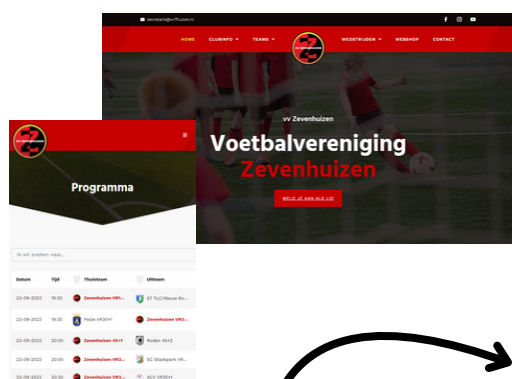 secretaris@vv7huizen.nl
HOME CLUBINFO TEAMS WEDSTRIJDEN WEBSHOP CONTACT
vv Zevenhuizen
Voetbalvereniging
Zevenhuizen
MELD JE AAN ALS LID
Programma
Ik wil zoeken naar...
Datum Tijd Thuisteam Uitteam
22-09-2023 19:30 Zevenhuizen VR1... ST TLC/Nieuw Ro...
22-09-2023 19:30 Peize VR30+1 Zevenhuizen VR3...
22-09-2023 20:00 Zevenhuizen 45+1 Roden 45+2
22-09-2023 20:00 Zevenhuizen VR3... SC Stadspark VR...
22-09-2023 20:30 Zevenhuizen VR3... ACV VR30+1